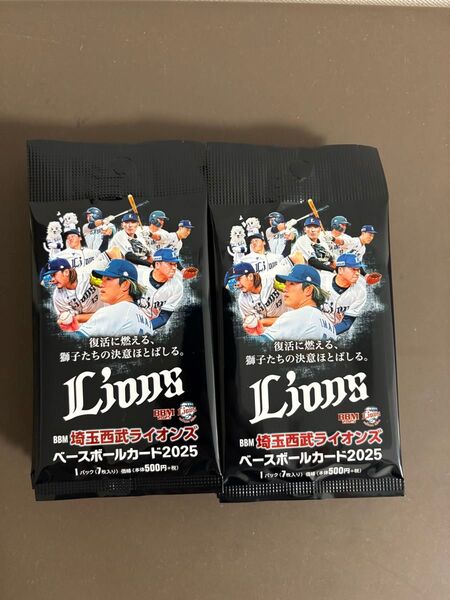 Lions
復活に燃える、
獅子たちの決意ほとばしる。
Lions
BBM Lions
BBM 埼玉西武ライオンズ
ベースボールカード2025
1パック(7枚入り) 価格(本体500円+税)
Lions
復活に燃える、
獅子たちの決意ほとばしる。
Lions
BBM Lions
BBM 埼玉西武ライオンズ
ベースボールカード2025
1パック(7枚入り) 価格(本体500円+税)